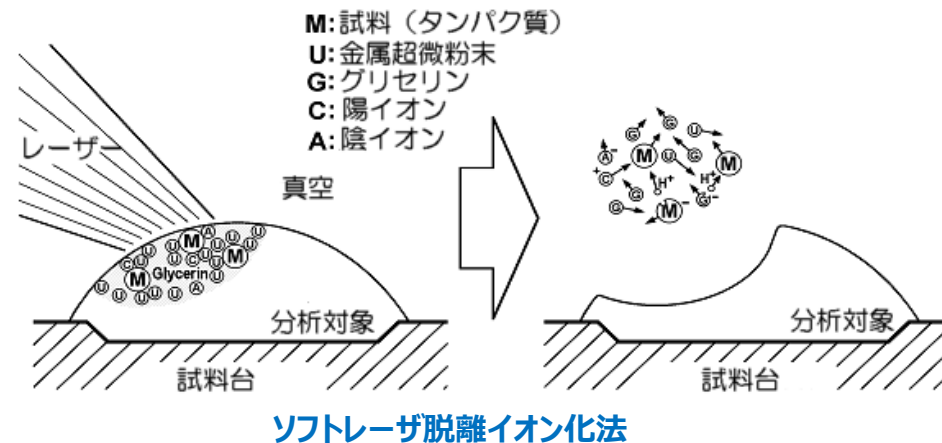 M:試料（タンパク質）
U:金属超微粉末
G:グリセリン
C:陽イオン
A:陰イオン
レーザー
真空
M A U U U U
U U U C U U M
C U U
M Glycerin U
U U U U U U A
分析対象
試料台
G G U
A⁻ M U G M
⁺C H⁺ H⁺
G G⁻
G M⁻
分析対象
試料台
ソフトレーザ脱離イオン化法